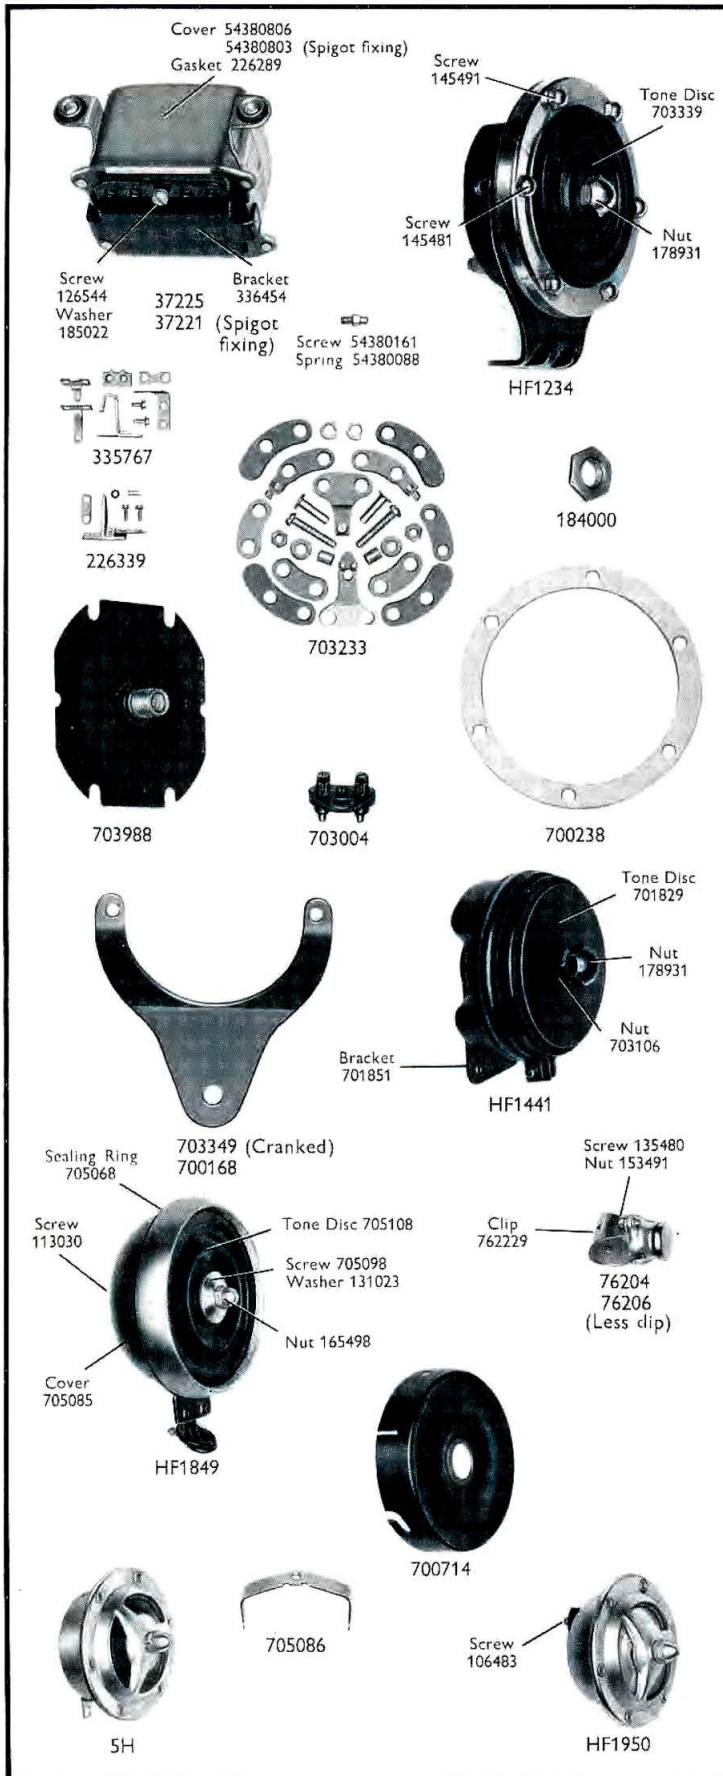 Cover 54380806
54380803 (Spigot fixing)
Gasket 226289
Screw
145491
Tone Disc
703339
Screw
145481
Nut
178931
Screw
126544
Washer
185022
Bracket
336454
37225
37221 (Spigot
fixing)
Screw 54380161
Spring 54380088
HF1234
335767
226339
703233
184000
703988
703004
700238
Tone Disc
701829
Nut
178931
Nut
703106
Bracket
701851
HF1441
703349 (Cranked)
700168
Sealing Ring
705068
Screw
113030
Tone Disc 705108
Screw 705098
Washer 131023
Nut 165498
Cover
705085
HF1849
Screw 135480
Nut 153491
Clip
762229
76204
76206
(Less clip)
700714
705086
5H
Screw
106483
HF1950